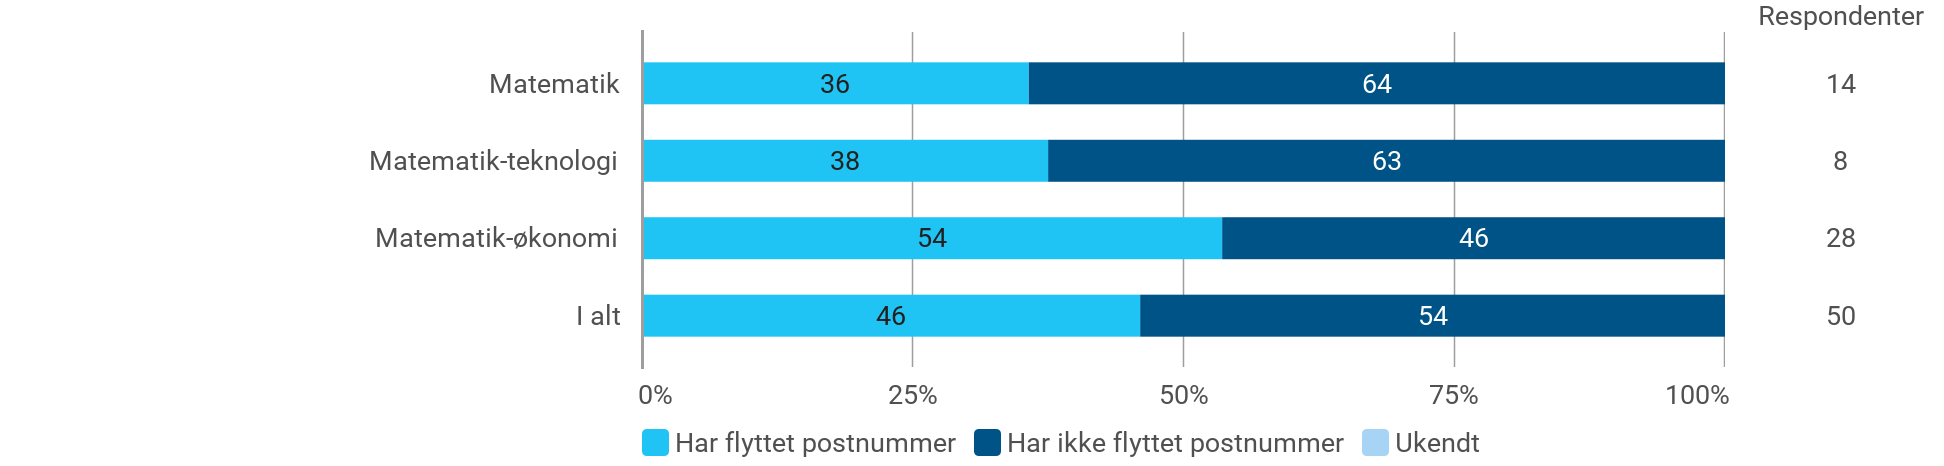 Respondenter
Matematik 36 64 14
Matematik-teknologi 38 63 8
Matematik-økonomi 54 46 28
I alt 46 54 50
0% 25% 50% 75% 100%
Har flyttet postnummer Har ikke flyttet postnummer Ukendt